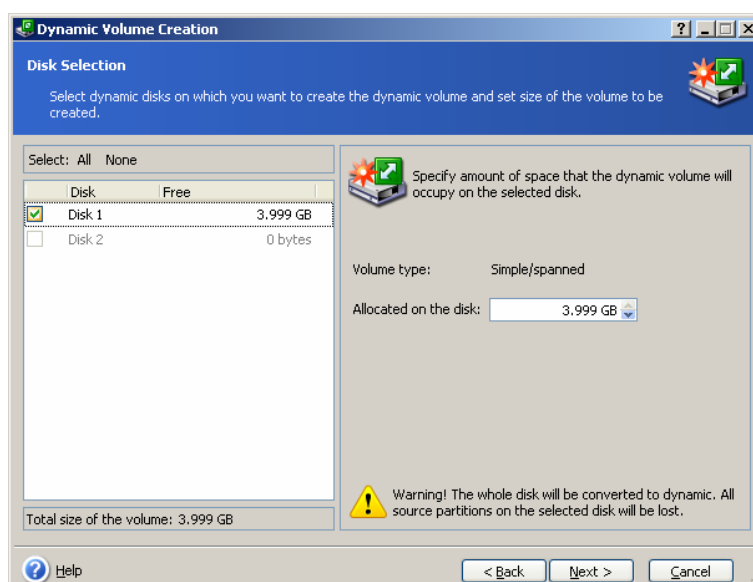 Dynamic Volume Creation
Disk Selection
Select dynamic disks on which you want to create the dynamic volume and set size of the volume to be
created.
Select: All None
Disk Free
Disk 1 3.999 GB
Disk 2 0 bytes
Total size of the volume: 3.999 GB
Specify amount of space that the dynamic volume will
occupy on the selected disk.
Volume type: Simple/spanned
Allocated on the disk: 3.999 GB
Warning! The whole disk will be converted to dynamic. All
source partitions on the selected disk will be lost.
Help
< Back Next > Cancel